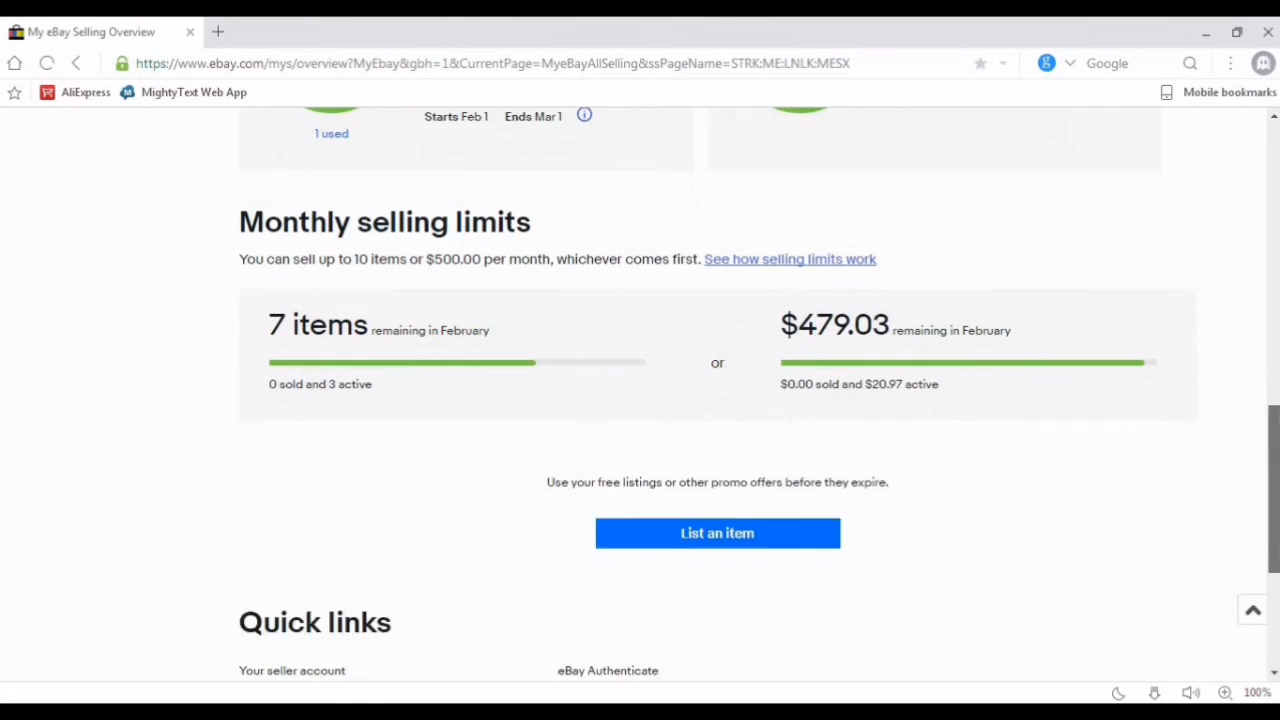 My eBay Selling Overview
https://www.ebay.com/mys/overview?MyEbay&gbh=1&CurrentPage=MyeBayAllSelling&ssPageName=STRK:ME:LNLK:MESX
g Google
AliExpress MightyText Web App Mobile bookmarks
Starts Feb 1 Ends Mar 1
1 used
Monthly selling limits
You can sell up to 10 items or $500.00 per month, whichever comes first. See how selling limits work
7 items remaining in February
$479.03 remaining in February
or
0 sold and 3 active
$0.00 sold and $20.97 active
Use your free listings or other promo offers before they expire.
List an item
Quick links
Your seller account
eBay Authenticate
100%